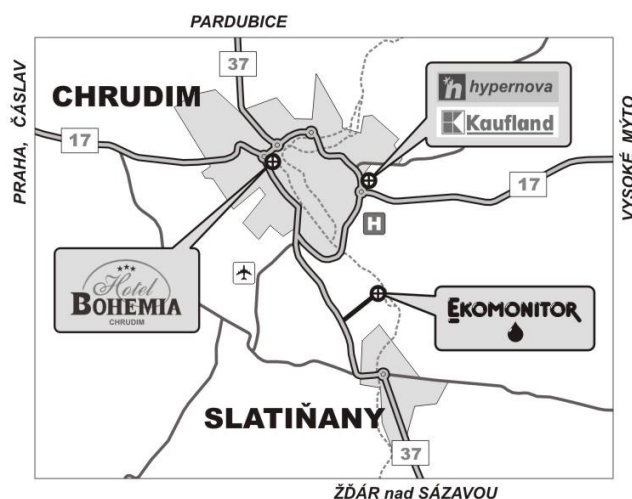 PARDUBICE
PRAHA, ČÁSLAV
37
CHRUDIM
17
hypernova
Kaufland
17
VYSOKÉ MÝTO
H
Hotel
BOHEMIA
CHRUDIM
EKOMONITOR
SLATIŇANY
37
ŽĎÁR nad SÁZAVOU